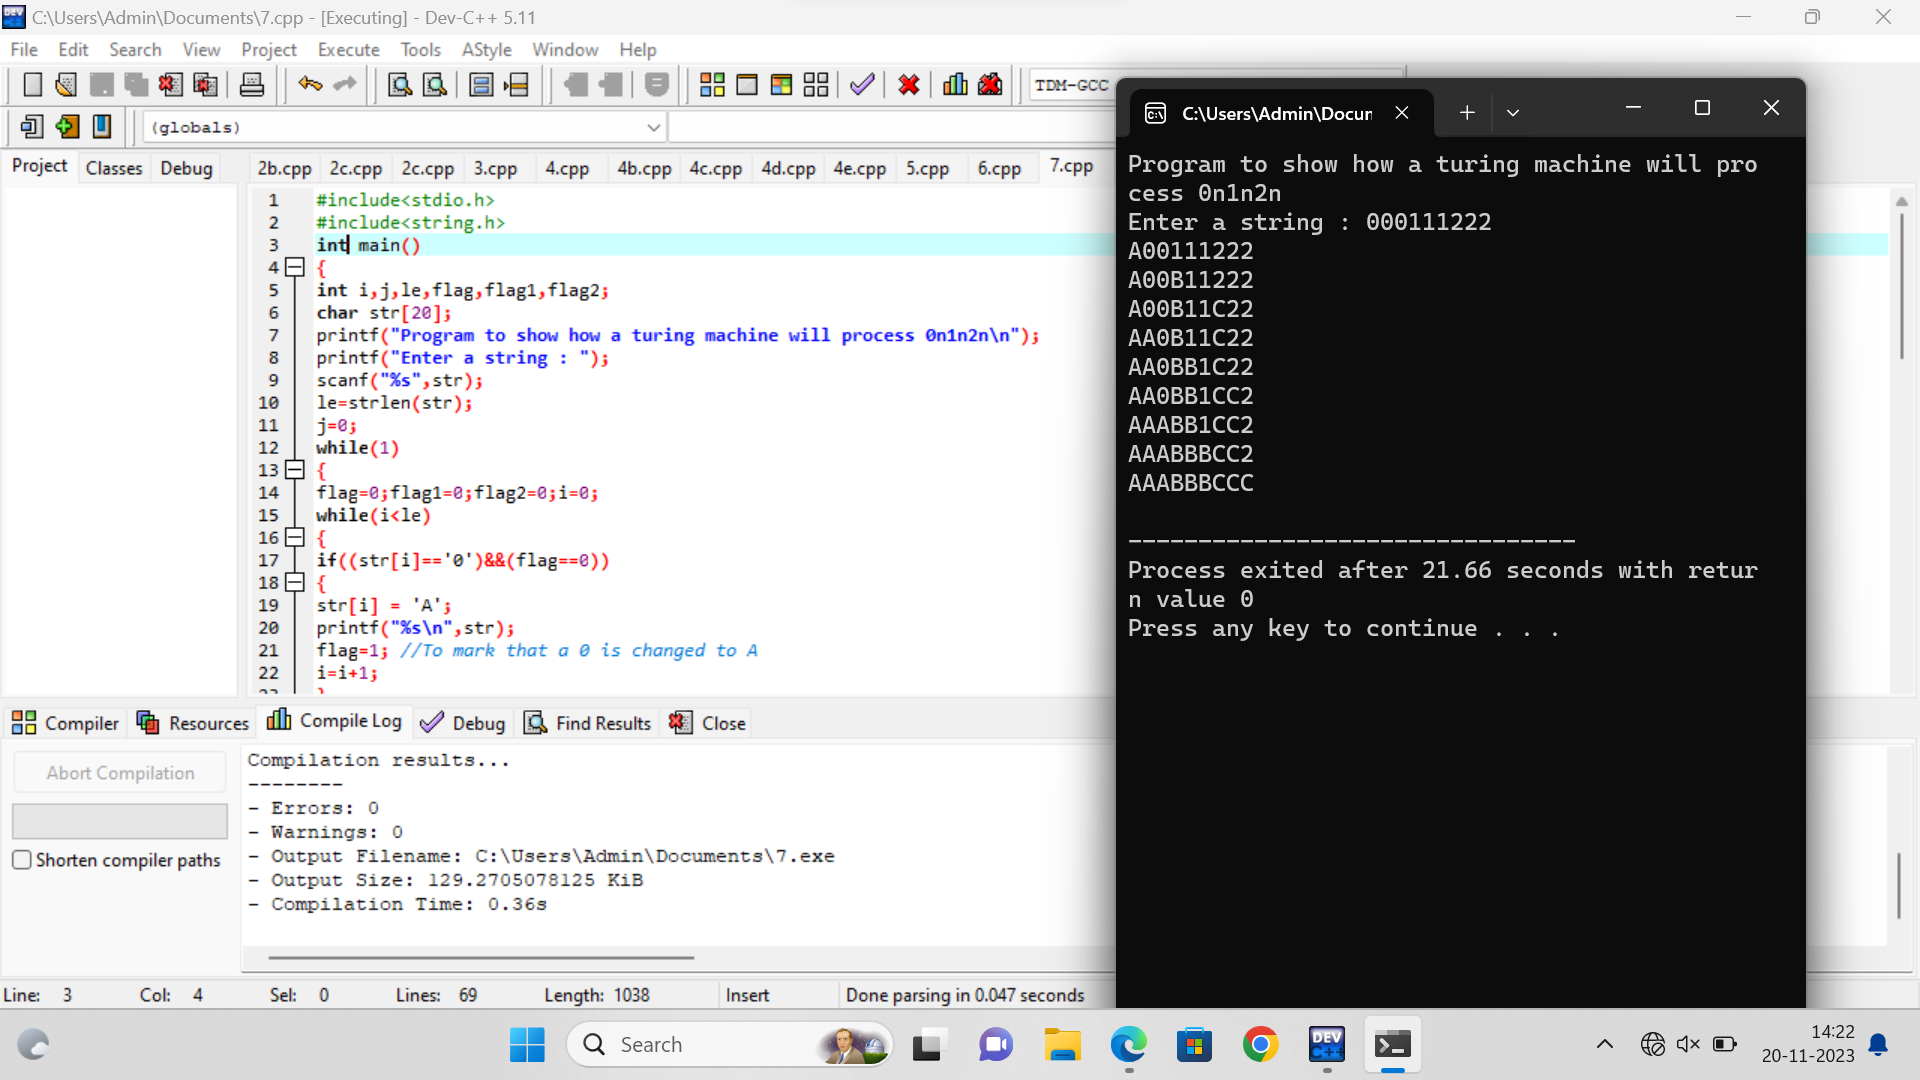 C:\Users\Admin\Documents\7.cpp - [Executing] - Dev-C++ 5.11
File Edit Search View Project Execute Tools AStyle Window Help
TDM-GCC
(globals)
Project Classes Debug
2b.cpp 2c.cpp 2c.cpp 3.cpp 4.cpp 4b.cpp 4c.cpp 4d.cpp 4e.cpp 5.cpp 6.cpp 7.cpp
1 #include<stdio.h>
2 #include<string.h>
3 int main()
4 {
5 int i,j,le,flag,flag1,flag2;
6 char str[20];
7 printf("Program to show how a turing machine will process 0n1n2n\n");
8 printf("Enter a string : ");
9 scanf("%s",str);
10 le=strlen(str);
11 j=0;
12 while(1)
13 {
14 flag=0;flag1=0;flag2=0;i=0;
15 while(i<le)
16 {
17 if((str[i]=='0')&&(flag==0))
18 {
19 str[i] = 'A';
20 printf("%s\n",str);
21 flag=1; //To mark that a 0 is changed to A
22 i=i+1;
C:\Users\Admin\Docum
Program to show how a turing machine will pro
cess 0n1n2n
Enter a string : 000111222
A00111222
A00B11222
A00B11C22
AA0B11C22
AA0BB1C22
AA0BB1CC2
AAABB1CC2
AAABBBCC2
AAABBBCCC
--------------------------------
Process exited after 21.66 seconds with retur
n value 0
Press any key to continue . . .
Compiler Resources Compile Log Debug Find Results Close
Abort Compilation
Shorten compiler paths
Compilation results...
--------
- Errors: 0
- Warnings: 0
- Output Filename: C:\Users\Admin\Documents\7.exe
- Output Size: 129.2705078125 KiB
- Compilation Time: 0.36s
Line: 3 Col: 4 Sel: 0 Lines: 69 Length: 1038 Insert Done parsing in 0.047 seconds
Search
DEV C++
14:22
20-11-2023